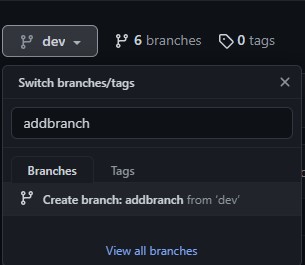 dev 6 branches 0 tags
Switch branches/tags
addbranch
Branches Tags
Create branch: addbranch from 'dev'
View all branches